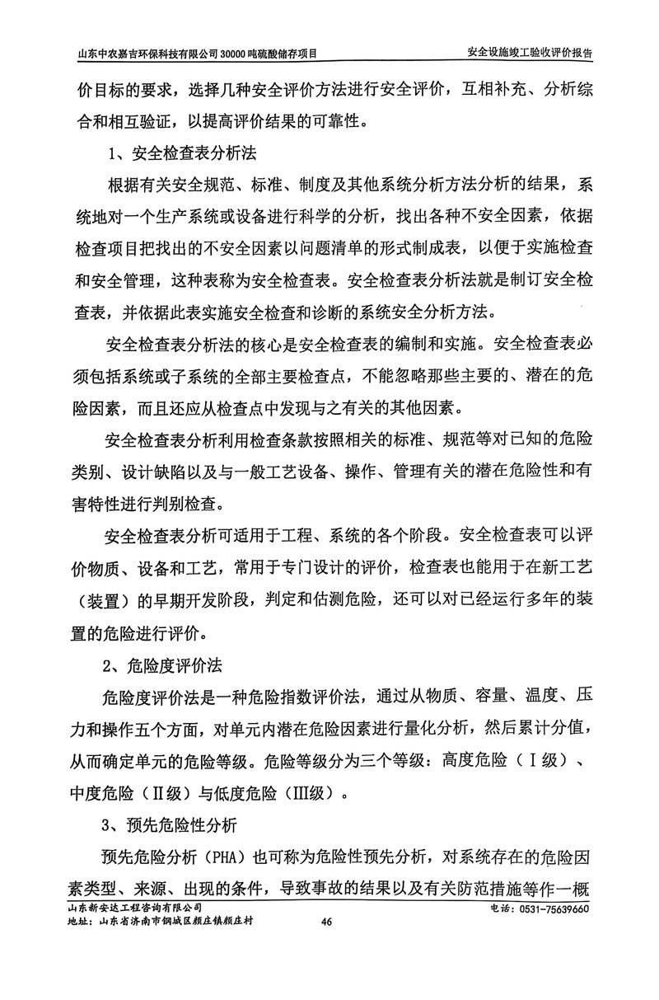 山东中农嘉吉环保科技有限公司30000吨硫酸储存项目 安全设施竣工验收评价报告
价目标的要求，选择几种安全评价方法进行安全评价，互相补充、分析综
合和相互验证，以提高评价结果的可靠性。
1、安全检查表分析法
根据有关安全规范、标准、制度及其他系统分析方法分析的结果，系
统地对一个生产系统或设备进行科学的分析，找出各种不安全因素，依据
检查项目把找出的不安全因素以问题清单的形式制成表，以便于实施检查
和安全管理，这种表称为安全检查表。安全检查表分析法就是制订安全检
查表，并依据此表实施安全检查和诊断的系统安全分析方法。
安全检查表分析法的核心是安全检查表的编制和实施。安全检查表必
须包括系统或子系统的全部主要检查点，不能忽略那些主要的、潜在的危
险因素，而且还应从检查点中发现与之有关的其他因素。
安全检查表分析利用检查条款按照相关的标准、规范等对已知的危险
类别、设计缺陷以及与一般工艺设备、操作、管理有关的潜在危险性和有
害特性进行判别检查。
安全检查表分析可适用于工程、系统的各个阶段。安全检查表可以评
价物质、设备和工艺，常用于专门设计的评价，检查表也能用于在新工艺
（装置）的早期开发阶段，判定和估测危险，还可以对已经运行多年的装
置的危险进行评价。
2、危险度评价法
危险度评价法是一种危险指数评价法，通过从物质、容量、温度、压
力和操作五个方面，对单元内潜在危险因素进行量化分析，然后累计分值，
从而确定单元的危险等级。危险等级分为三个等级：高度危险（Ⅰ级）、
中度危险（Ⅱ级）与低度危险（Ⅲ级）。
3、预先危险性分析
预先危险分析（PHA）也可称为危险性预先分析，对系统存在的危险因
素类型、来源、出现的条件，导致事故的结果以及有关防范措施等作一概
山东新安达工程咨询有限公司 电话：0531-75639660
地址：山东省济南市钢城区颜庄镇颜庄村 46